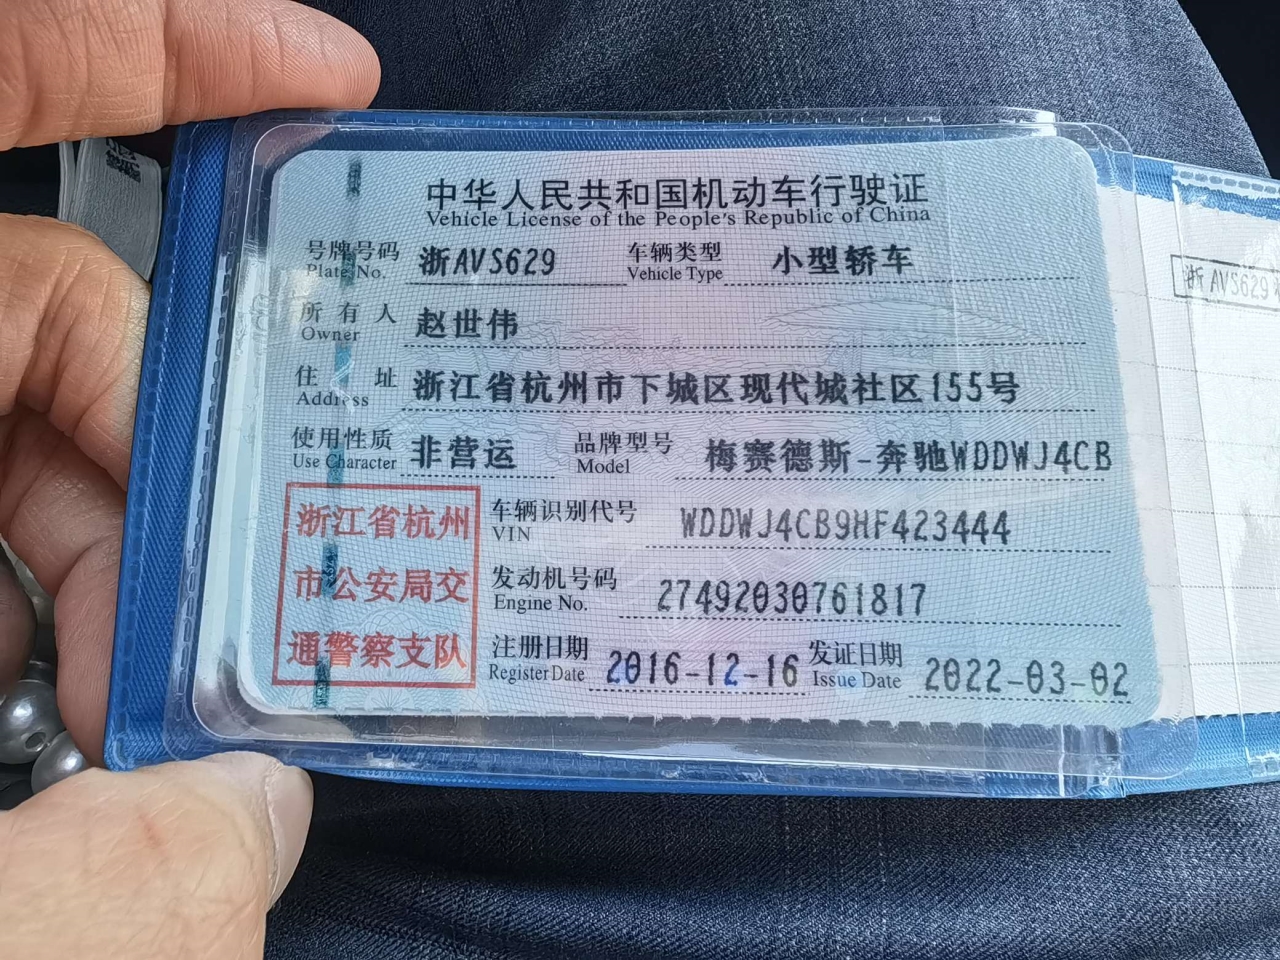 中华人民共和国机动车行驶证
Vehicle License of the People's Republic of China
号牌号码 浙AVS629 车辆类型 小型轿车
Plate No. Vehicle Type
所有人 赵世伟
Owner
住址 浙江省杭州市下城区现代城社区155号
Address
使用性质 非营运 品牌型号 梅赛德斯-奔驰WDDWJ4CB
Use Character Model
浙江省杭州
市公安局交
通警察支队
车辆识别代号 WDDWJ4CB9HF423444
VIN
发动机号码 27492030761817
Engine No.
注册日期 2016-12-16 发证日期 2022-03-02
Register Date Issue Date
浙AVS629